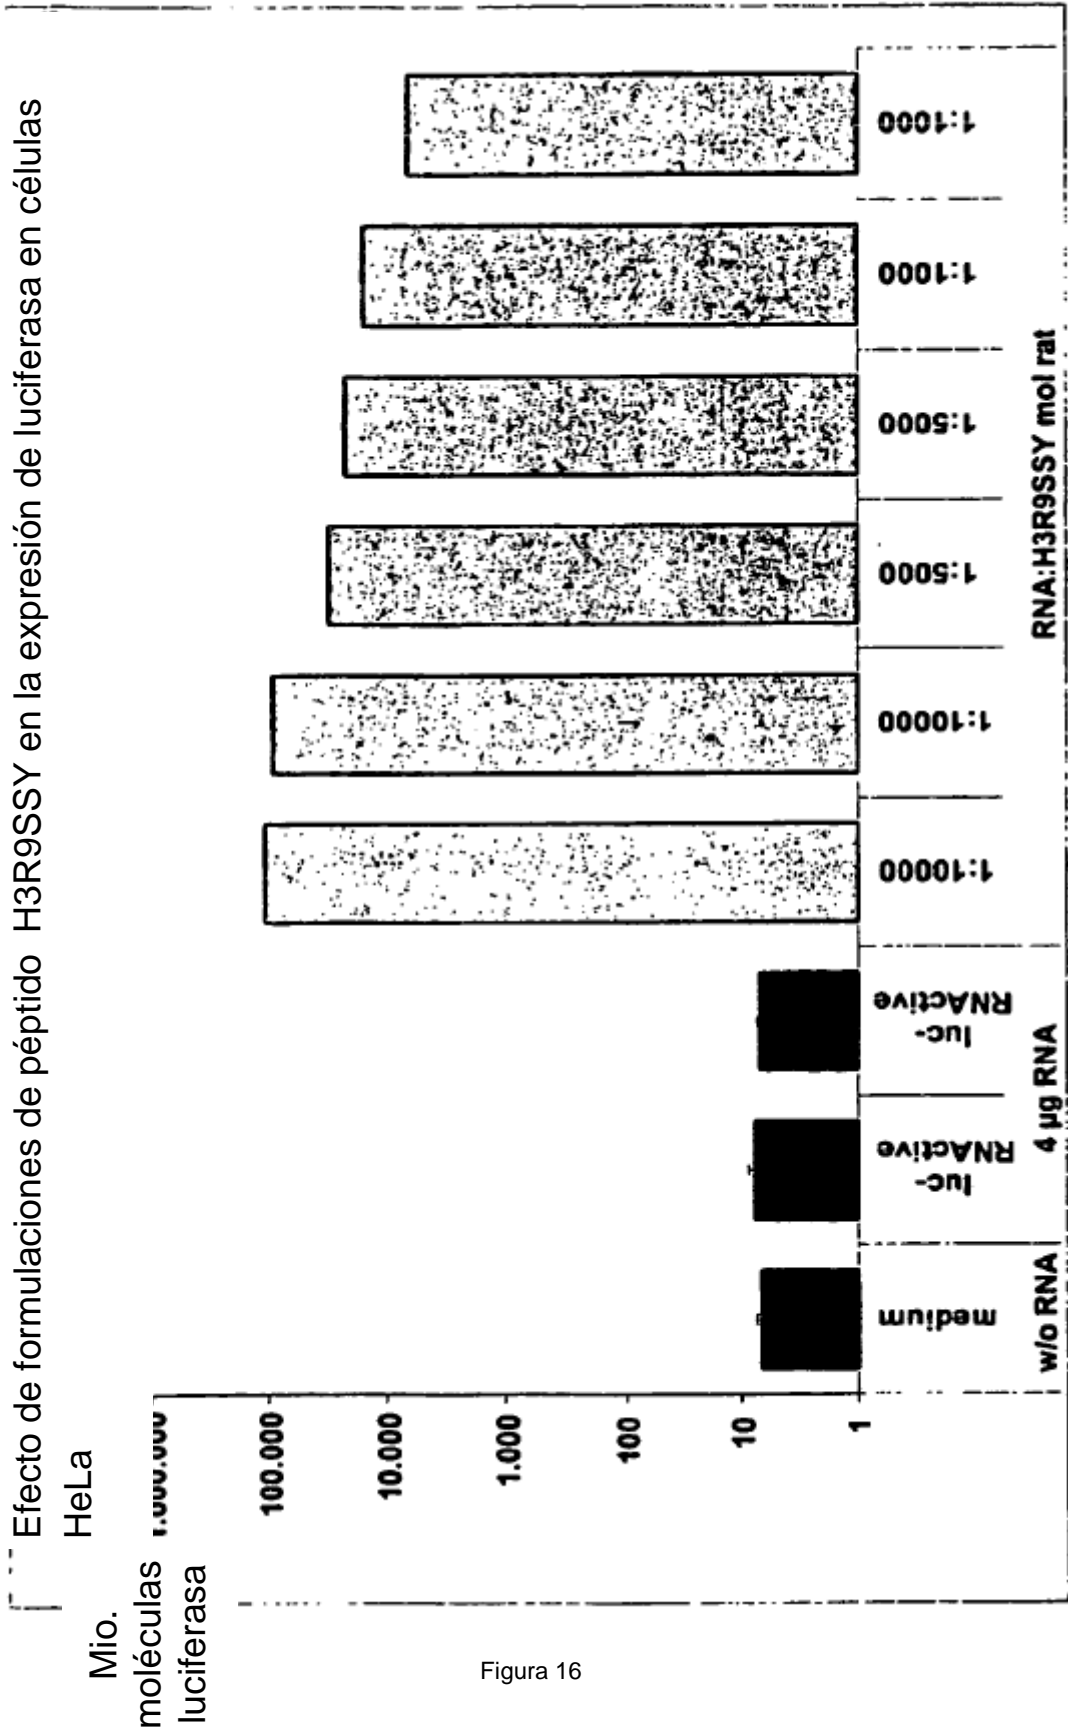 Efecto de formulaciones de péptido H3R9SSY en la expresión de luciferasa en células
HeLa
Mio.
moléculas
luciferasa
100.000
10.000
1.000
100
10
1
medium
luc-
RNActive
luc-
RNActive
1:10000
1:10000
1:5000
1:5000
1:1000
1:1000
w/o RNA
4 µg RNA
RNA:H3R9SSY mol rat
Figura 16